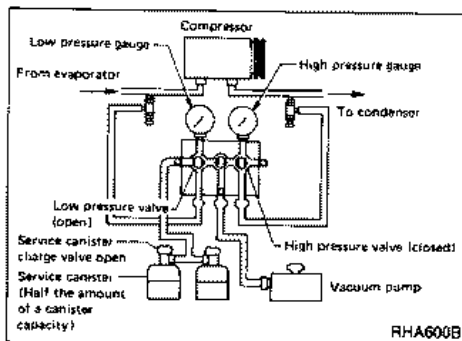 Compressor
Low pressure gauge
High pressure gauge
From evaporator
To condenser
Low pressure valve
(open)
High pressure valve (closed)
Service canister
charge valve open
Service canister
(Half the amount
of a canister
capacity)
Vacuum pump
RHA600B